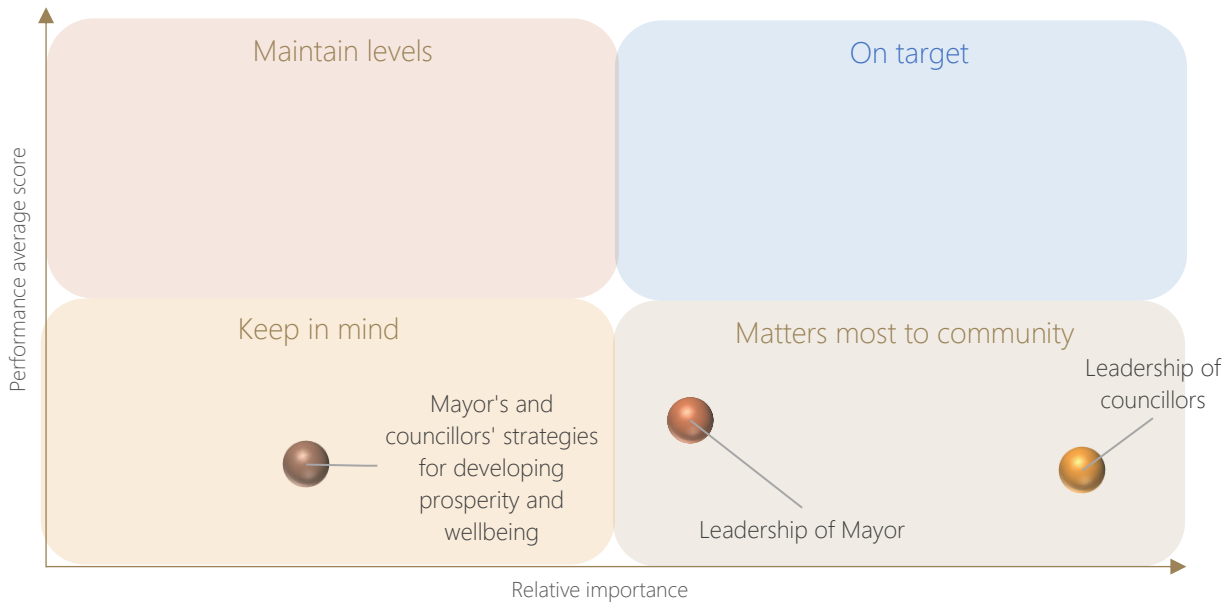 Maintain levels
On target
Performance average score
Keep in mind
Matters most to community
Leadership of
councillors
Mayor's and
councillors' strategies
for developing
prosperity and
wellbeing
Leadership of Mayor
Relative importance